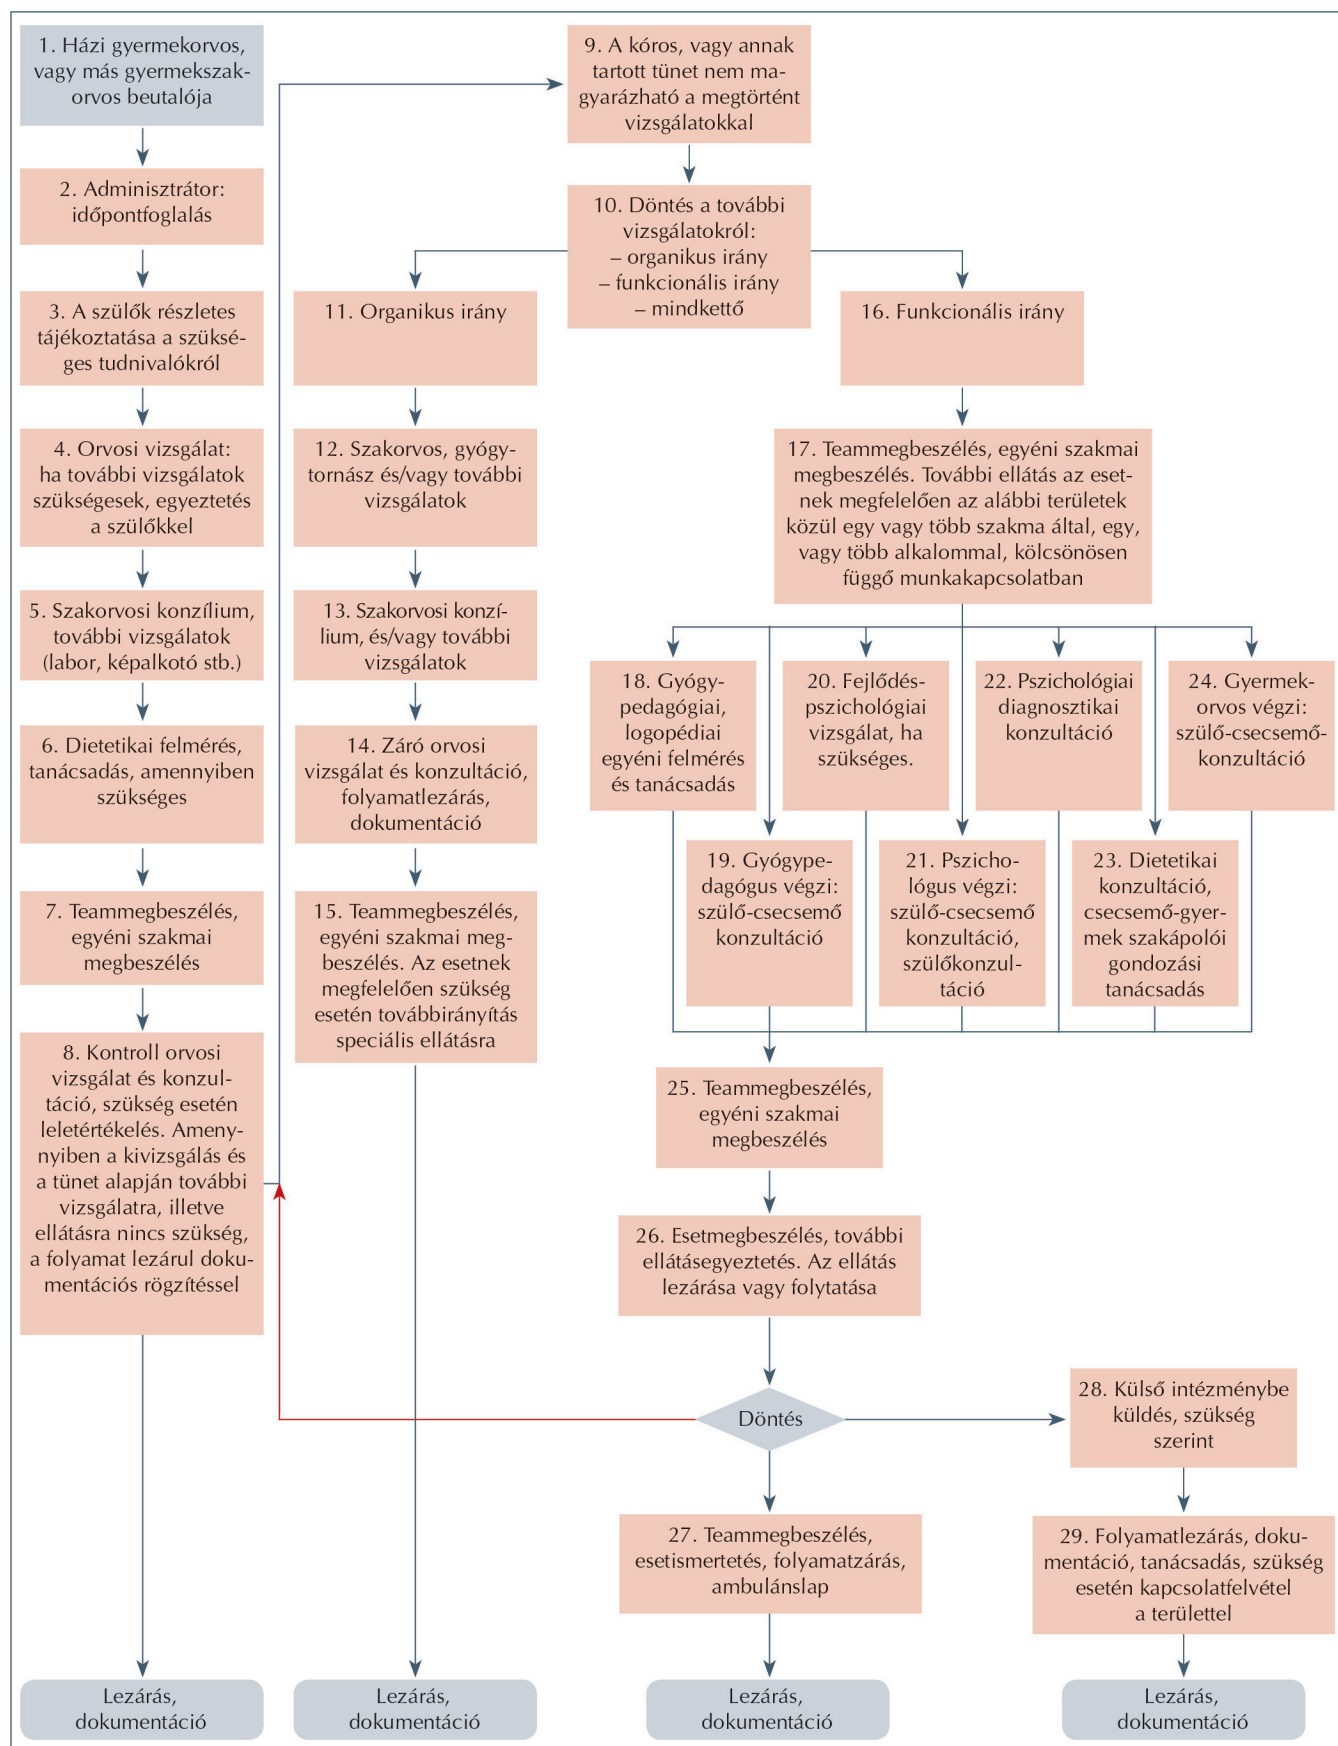 1. Házi gyermekorvos,
vagy más gyermekszak-
orvos beutalója
2. Adminisztrátor:
időpontfoglalás
3. A szülők részletes
tájékoztatása a szüksé-
ges tudnivalókról
4. Orvosi vizsgálat:
ha további vizsgálatok
szükségesek, egyeztetés
a szülőkkel
5. Szakorvosi konzílium,
további vizsgálatok
(labor, képalkotó stb.)
6. Dietetikai felmérés,
tanácsadás, amennyiben
szükséges
7. Teammegbeszélés,
egyéni szakmai
megbeszélés
8. Kontroll orvosi
vizsgálat és konzul-
táció, szükség esetén
leletértékelés. Ameny-
nyiben a kivizsgálás és
a tünet alapján további
vizsgálatra, illetve
ellátásra nincs szükség,
a folyamat lezárul doku-
mentációs rögzítéssel
Lezárás,
dokumentáció
9. A kóros, vagy annak
tartott tünet nem ma-
gyarázható a megtörtént
vizsgálatokkal
10. Döntés a további
vizsgálatokról:
– organikus irány
– funkcionális irány
– mindkettő
11. Organikus irány
12. Szakorvos, gyógy-
tornász és/vagy további
vizsgálatok
13. Szakorvosi konzí-
lium, és/vagy további
vizsgálatok
14. Záró orvosi
vizsgálat és konzultáció,
folyamatlezárás,
dokumentáció
15. Teammegbeszélés,
egyéni szakmai meg-
beszélés. Az esetnek
megfelelően szükség
esetén továbbirányítás
speciális ellátásra
Lezárás,
dokumentáció
16. Funkcionális irány
17. Teammegbeszélés, egyéni szakmai
megbeszélés. További ellátás az eset-
nek megfelelően az alábbi területek
közül egy vagy több szakma által, egy,
vagy több alkalommal, kölcsönösen
függő munkakapcsolatban
18. Gyógy-
pedagógiai,
logopédiai
egyéni felmérés
és tanácsadás
19. Gyógype-
dagógus végzi:
szülő-csecsemő
konzultáció
20. Fejlődés-
pszichológiai
vizsgálat, ha
szükséges.
21. Pszicho-
lógus végzi:
szülő-csecsemő
konzultáció,
szülőkonzul-
táció
22. Pszichológiai
diagnosztikai
konzultáció
23. Dietetikai
konzultáció,
csecsemő-gyer-
mek szakápolói
gondozási
tanácsadás
24. Gyermek-
orvos végzi:
szülő-csecsemő-
konzultáció
25. Teammegbeszélés,
egyéni szakmai
megbeszélés
26. Esetmegbeszélés, további
ellátásegyeztetés. Az ellátás
lezárása vagy folytatása
Döntés
27. Teammegbeszélés,
esetismertetés, folyamatzárás,
ambulánslap
Lezárás,
dokumentáció
28. Külső intézménybe
küldés, szükség
szerint
29. Folyamatlezárás, doku-
mentáció, tanácsadás, szükség
esetén kapcsolatfelvétel
a területtel
Lezárás,
dokumentáció